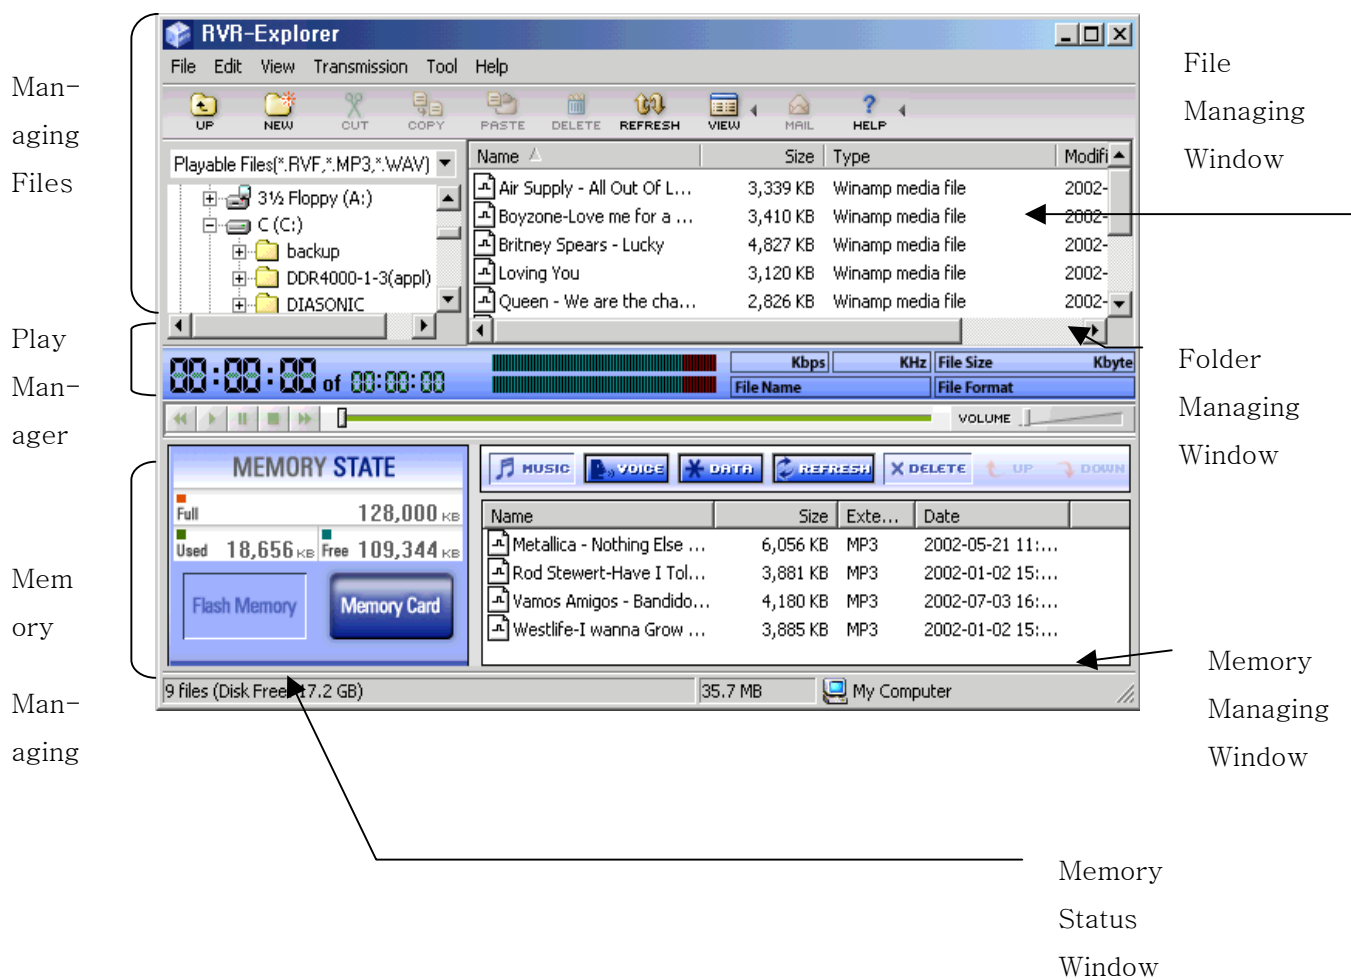 RVR-Explorer
File Edit View Transmission Tool Help
UP NEW CUT COPY PASTE DELETE REFRESH VIEW MAIL HELP
Playable Files(*.RVF,*.MP3,*.WAV)
3½ Floppy (A:)
C (C:)
backup
DDR4000-1-3(appl)
DIASONIC
Name Size Type Modifi
Air Supply - All Out Of L... 3,339 KB Winamp media file 2002-
Boyzone-Love me for a ... 3,410 KB Winamp media file 2002-
Britney Spears - Lucky 4,827 KB Winamp media file 2002-
Loving You 3,120 KB Winamp media file 2002-
Queen - We are the cha... 2,826 KB Winamp media file 2002-
00:00:00 of 00:00:00
Kbps KHz File Size Kbyte
File Name File Format
VOLUME
MEMORY STATE
Full 128,000 KB
Used 18,656 KB Free 109,344 KB
Flash Memory Memory Card
MUSIC VOICE DATA REFRESH DELETE UP DOWN
Name Size Exte... Date
Metallica - Nothing Else ... 6,056 KB MP3 2002-05-21 11:...
Rod Stewert-Have I Tol... 3,881 KB MP3 2002-01-02 15:...
Vamos Amigos - Bandido... 4,180 KB MP3 2002-07-03 16:...
Westlife-I wanna Grow ... 3,885 KB MP3 2002-01-02 15:...
9 files (Disk Free 17.2 GB) 35.7 MB My Computer
Man-
aging
Files
Play
Man-
ager
Mem
ory
Man-
aging
File
Managing
Window
Folder
Managing
Window
Memory
Managing
Window
Memory
Status
Window